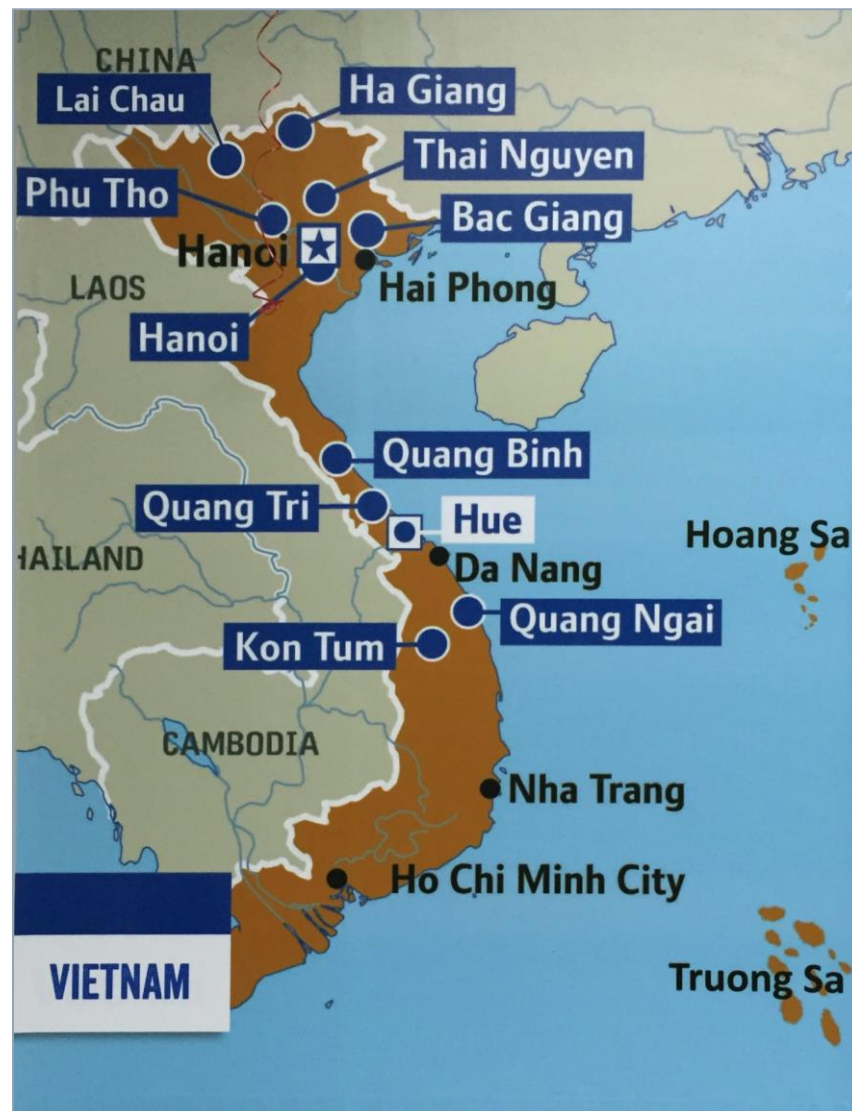 CHINA
Lai Chau
Ha Giang
Thai Nguyen
Phu Tho
Bac Giang
Hanoi
Hai Phong
LAOS
Hanoi
Quang Binh
Quang Tri
Hue
Hoang Sa
HAILAND
Da Nang
Quang Ngai
Kon Tum
CAMBODIA
Nha Trang
Ho Chi Minh City
VIETNAM
Truong Sa